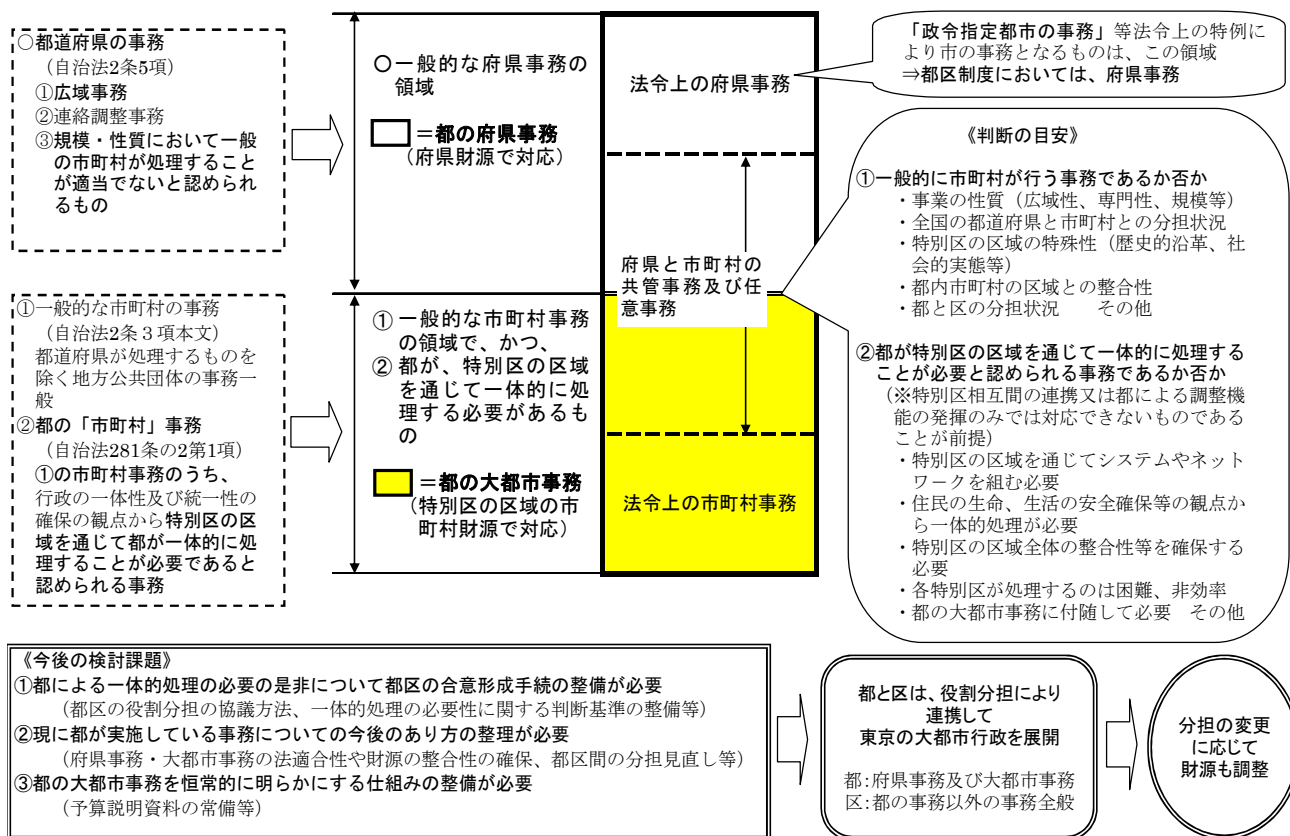 〇都道府県の事務
（自治法2条5項）
①広域事務
②連絡調整事務
③規模・性質において一般
の市町村が処理すること
が適当でないと認められ
るもの
①一般的な市町村の事務
（自治法2条３項本文）
都道府県が処理するものを
除く地方公共団体の事務一
般
②都の「市町村」事務
（自治法281条の2第1項）
①の市町村事務のうち、
行政の一体性及び統一性の
確保の観点から特別区の区
域を通じて都が一体的に処
理することが必要であると
認められる事務
〇一般的な府県事務の
領域
＝都の府県事務
（府県財源で対応）
① 一般的な市町村事務
の領域で、かつ、
② 都が、特別区の区域
を通じて一体的に処
理する必要があるも
の
＝都の大都市事務
（特別区の区域の市
町村財源で対応）
法令上の府県事務
府県と市町村の
共管事務及び任
意事務
法令上の市町村事務
「政令指定都市の事務」等法令上の特例に
より市の事務となるものは、この領域
⇒都区制度においては、府県事務
《判断の目安》
①一般的に市町村が行う事務であるか否か
・事業の性質（広域性、専門性、規模等）
・全国の都道府県と市町村との分担状況
・特別区の区域の特殊性（歴史的沿革、社
会的実態等）
・都内市町村の区域との整合性
・都と区の分担状況　その他
②都が特別区の区域を通じて一体的に処理する
ことが必要と認められる事務であるか否か
（※特別区相互間の連携又は都による調整機
能の発揮のみでは対応できないものである
ことが前提）
・特別区の区域を通じてシステムやネット
ワークを組む必要
・住民の生命、生活の安全確保等の観点か
ら一体的処理が必要
・特別区の区域全体の整合性等を確保する
必要
・各特別区が処理するのは困難、非効率
・都の大都市事務に付随して必要　その他
《今後の検討課題》
①都による一体的処理の必要の是非について都区の合意形成手続の整備が必要
（都区の役割分担の協議方法、一体的処理の必要性に関する判断基準の整備等）
②現に都が実施している事務についての今後のあり方の整理が必要
（府県事務・大都市事務の法適合性や財源の整合性の確保、都区間の分担見直し等）
③都の大都市事務を恒常的に明らかにする仕組みの整備が必要
（予算説明資料の常備等）
都と区は、役割分担により
連携して
東京の大都市行政を展開
都：府県事務及び大都市事務
区：都の事務以外の事務全般
分担の変更
に応じて
財源も調整